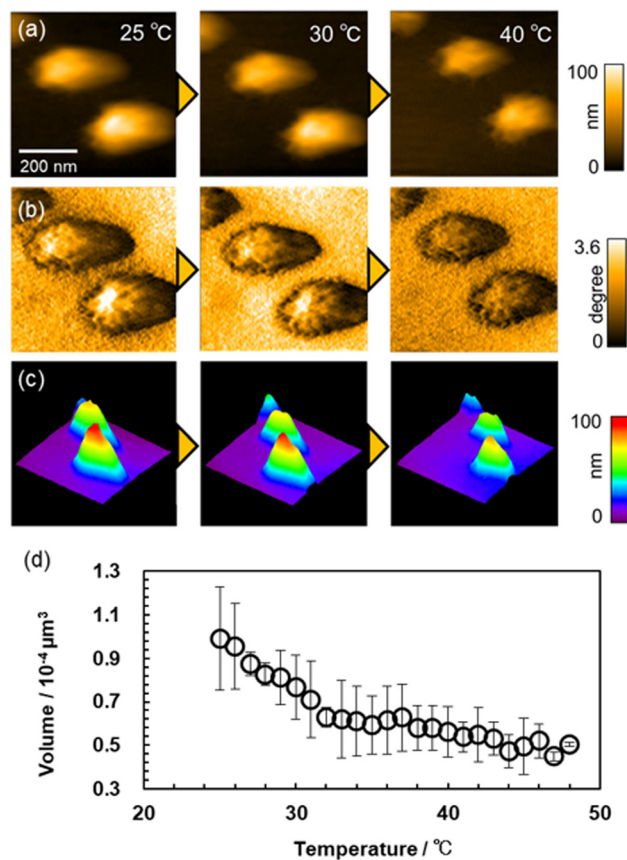 (a) 25 ℃ 30 ℃ 40 ℃ 100
nm
0
200 nm
(b) 3.6
degree
0
(c) 100
nm
0
(d)
1.3
1.1
0.9
0.7
0.5
0.3
Volume / 10⁻⁴ μm³
20 30 40 50
Temperature / ℃